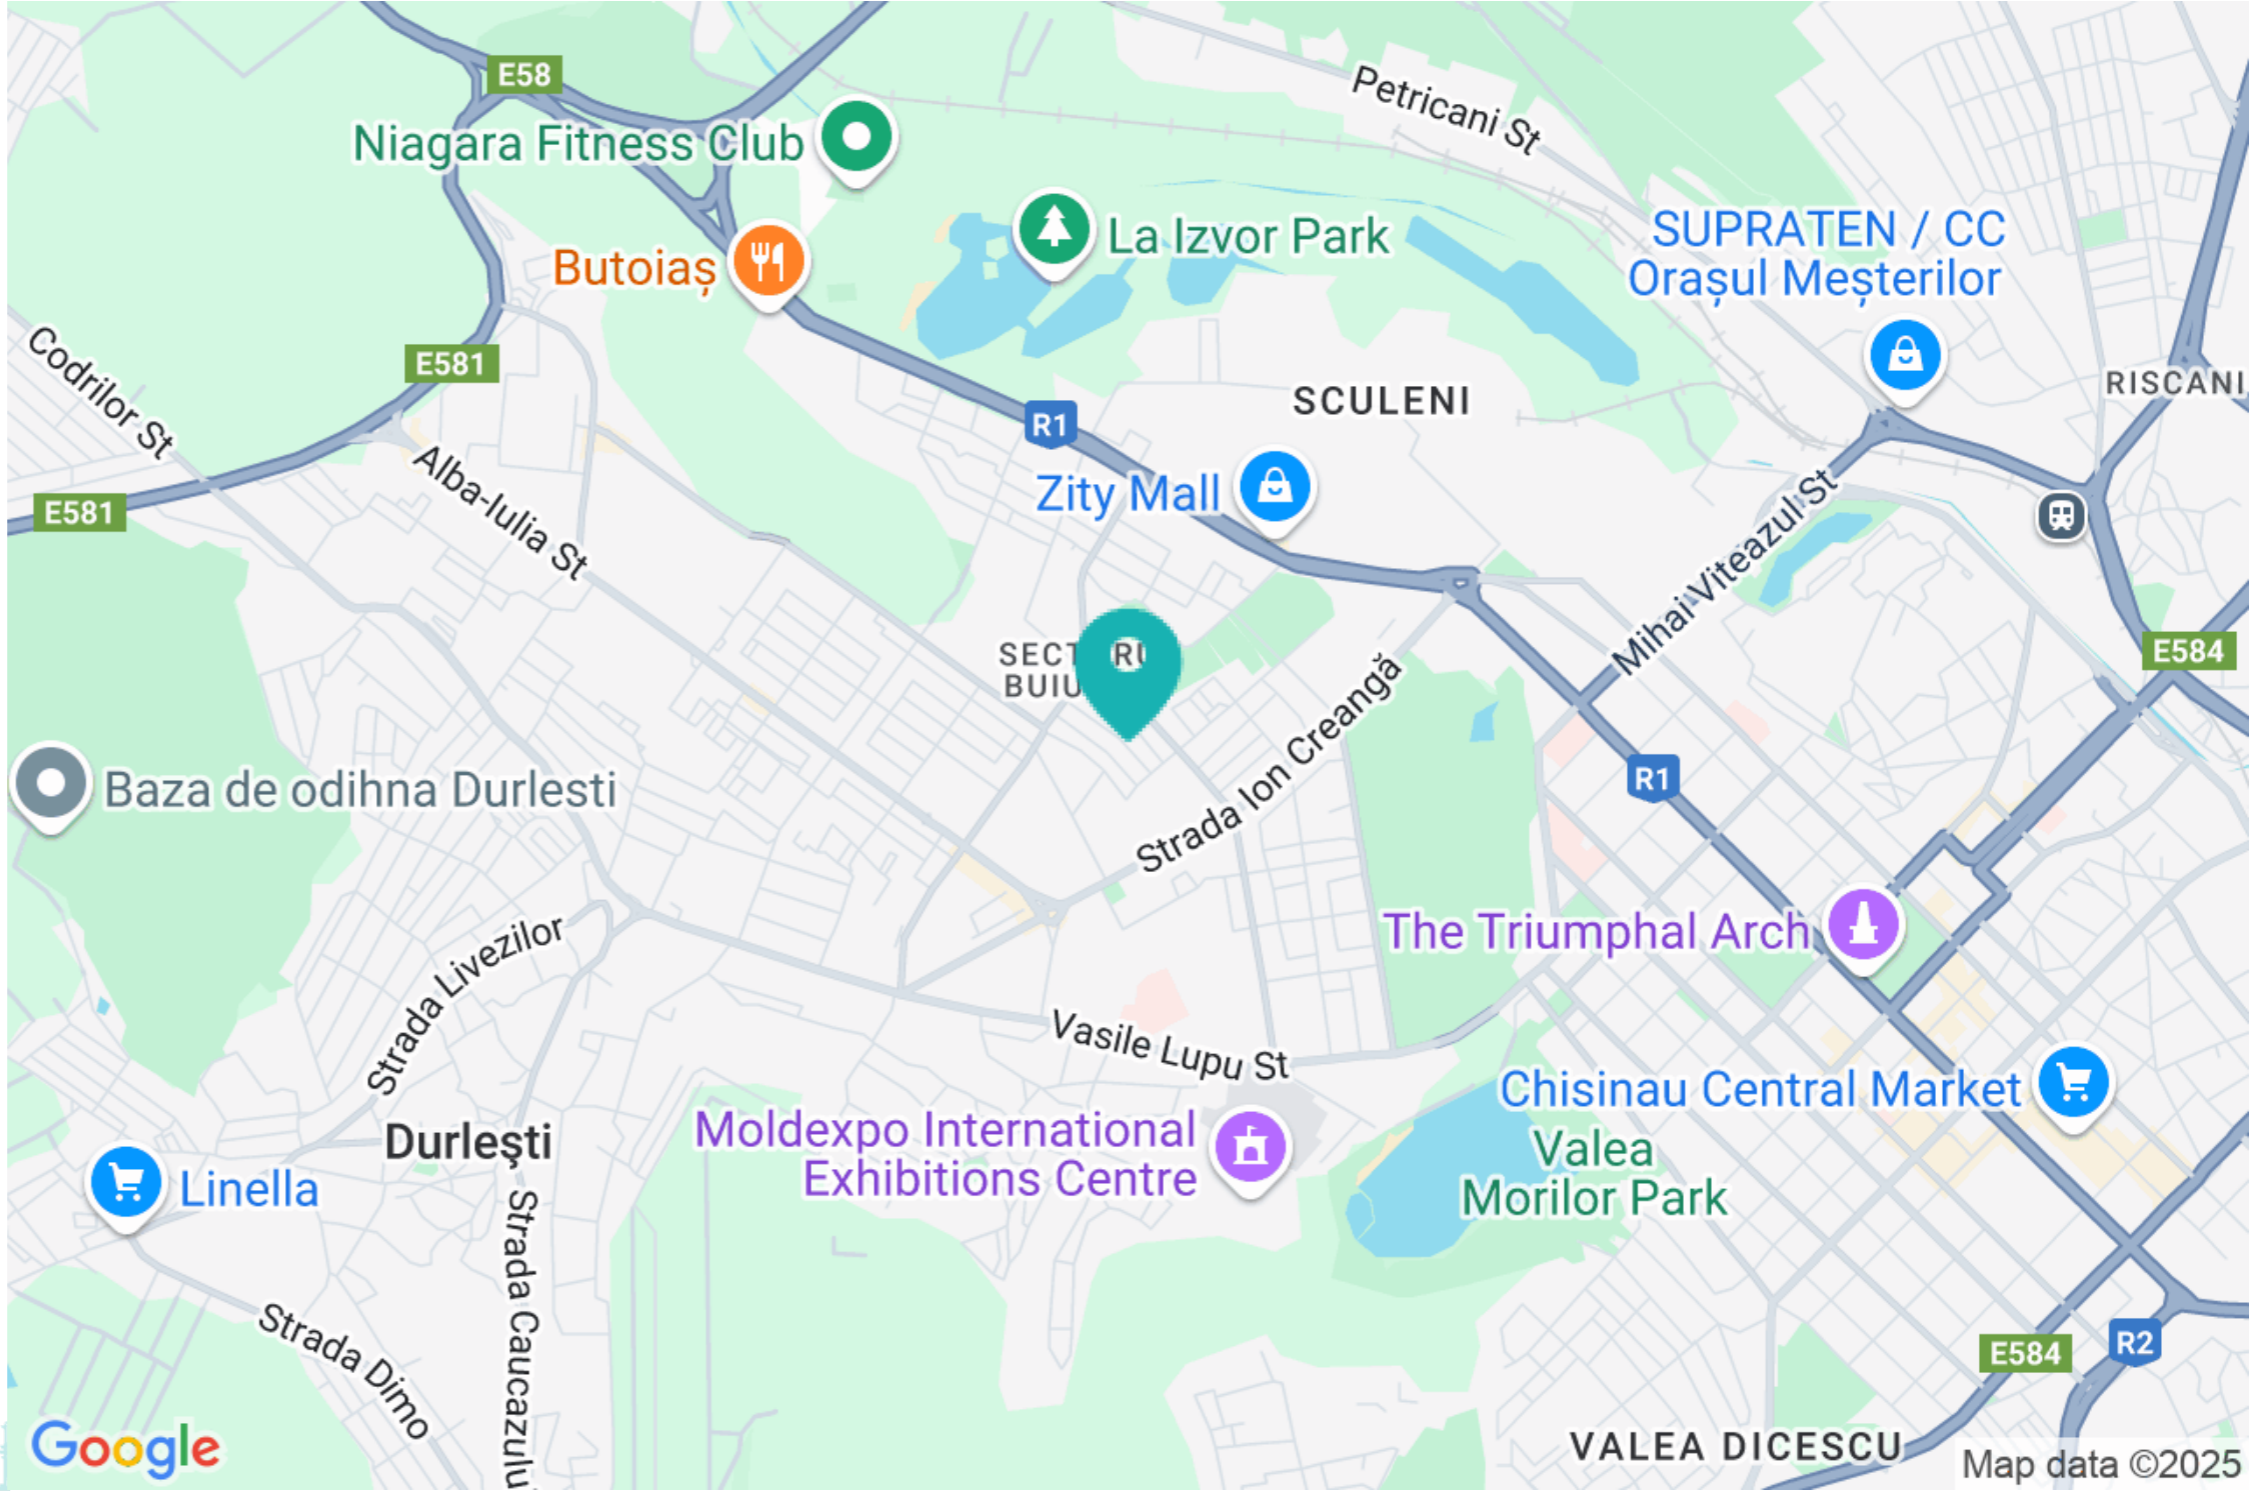 E58
Petricani St
Niagara Fitness Club
La Izvor Park
SUPRATEN / CC
Orașul Meșterilor
Butoiaș
Codrilor St
E581
SCULENI
RISCANI
R1
Alba-Iulia St
Zity Mall
E581
Mihai Viteazul St
E584
Strada Ion Creangă
Baza de odihna Durlesti
R1
Strada Livezilor
The Triumphal Arch
Vasile Lupu St
Chisinau Central Market
Durlești
Moldexpo International
Exhibitions Centre
Valea
Morilor Park
Linella
Strada Caucazului
Strada Dimo
E584
R2
VALEA DICESCU
Google
Map data ©2025